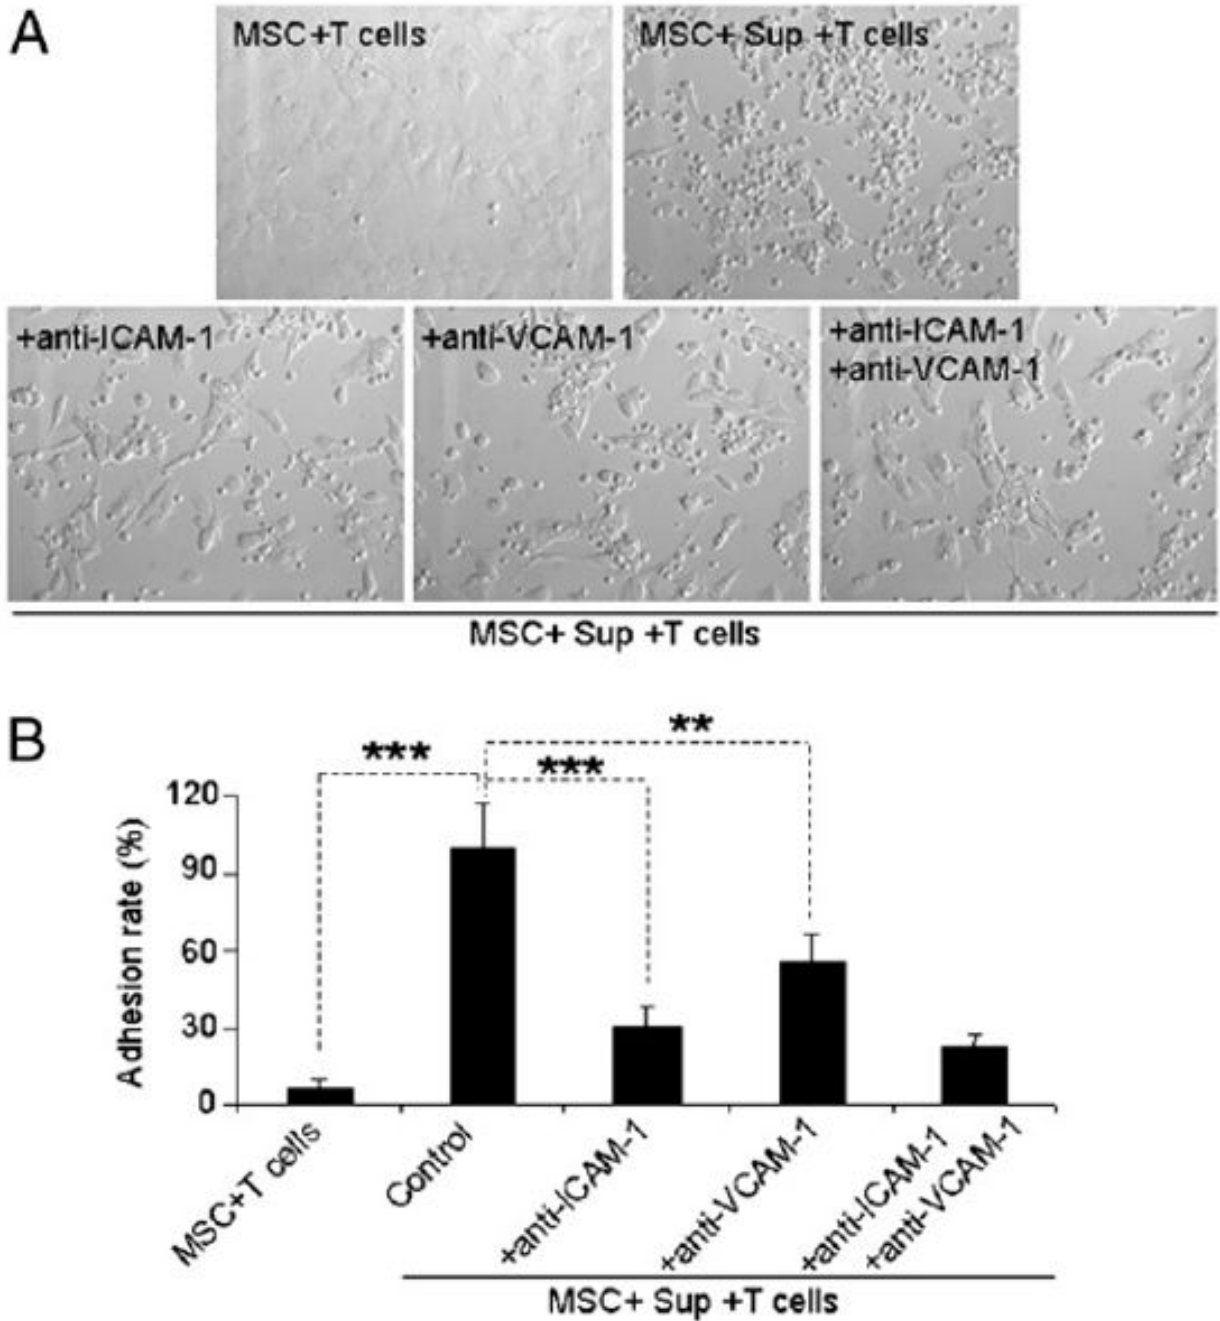 A
MSC+T cells
MSC+ Sup +T cells
+anti-ICAM-1
+anti-VCAM-1
+anti-ICAM-1
+anti-VCAM-1
MSC+ Sup +T cells
B
***
***
**
Adhesion rate (%)
120
90
60
30
0
MSC+T cells
Control
+anti-ICAM-1
+anti-VCAM-1
+anti-ICAM-1
+anti-VCAM-1
MSC+ Sup +T cells